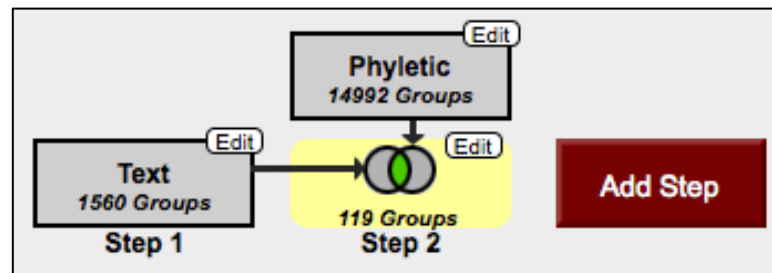 Edit
Phyletic
14992 Groups
Edit
Edit
Text
1560 Groups
Add Step
119 Groups
Step 1
Step 2